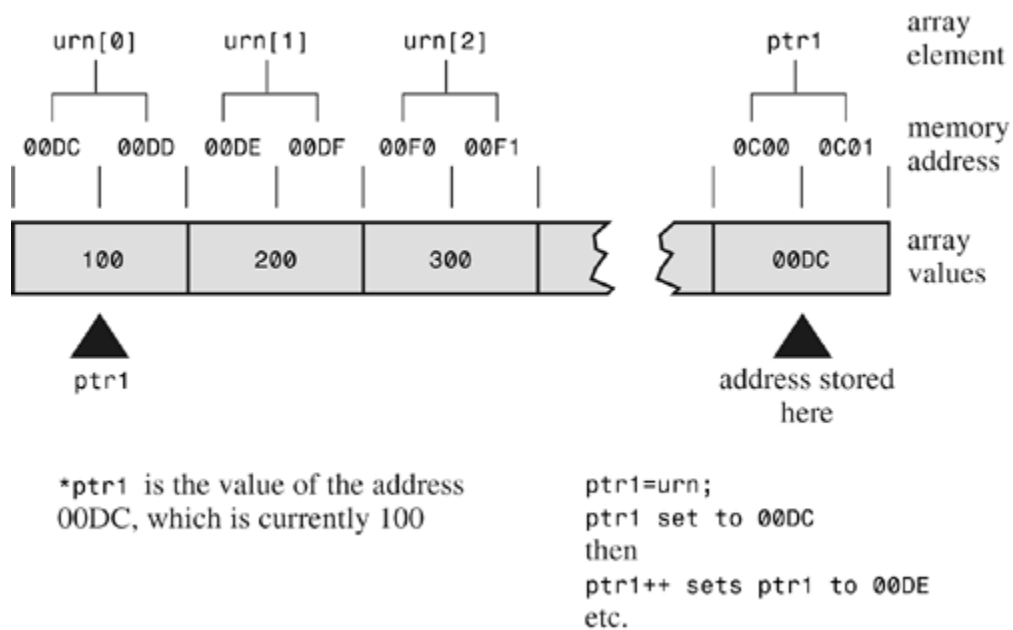 urn[0] urn[1] urn[2] ptr1 array
element
00DC 00DD 00DE 00DF 00F0 00F1 0C00 0C01 memory
address
100 200 300 00DC array
values
ptr1 address stored
here
*ptr1 is the value of the address
00DC, which is currently 100
ptr1=urn;
ptr1 set to 00DC
then
ptr1++ sets ptr1 to 00DE
etc.